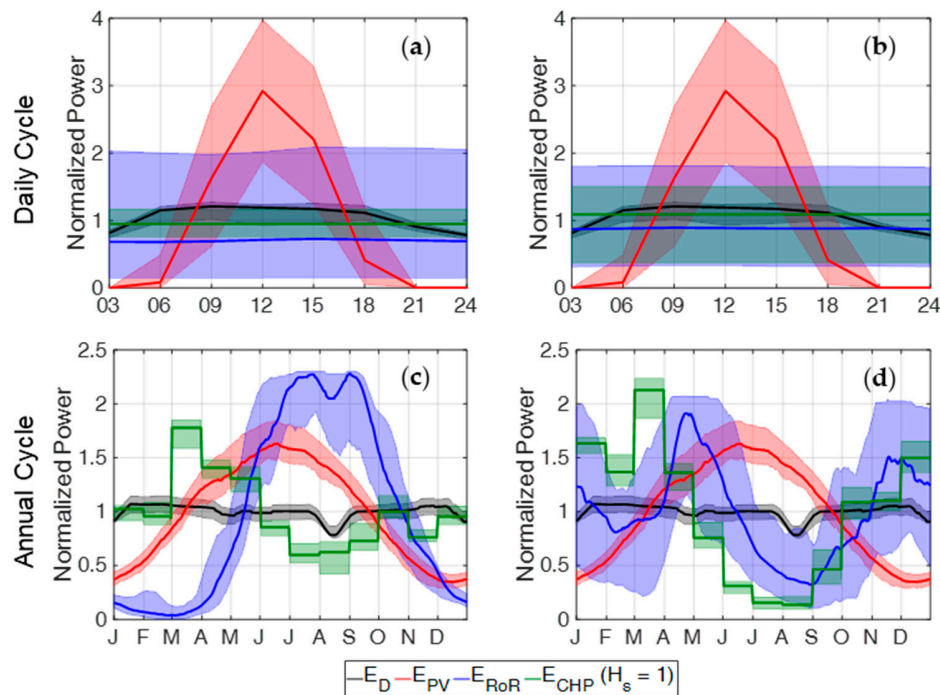 Daily Cycle
Normalized Power
4
3
2
1
0
03 06 09 12 15 18 21 24
(a)
Normalized Power
4
3
2
1
0
03 06 09 12 15 18 21 24
(b)
Annual Cycle
Normalized Power
2.5
2
1.5
1
0.5
0
J F M A M J J A S O N D
(c)
Normalized Power
2.5
2
1.5
1
0.5
0
J F M A M J J A S O N D
(d)
E_D E_PV E_RoR E_CHP (H_s = 1)